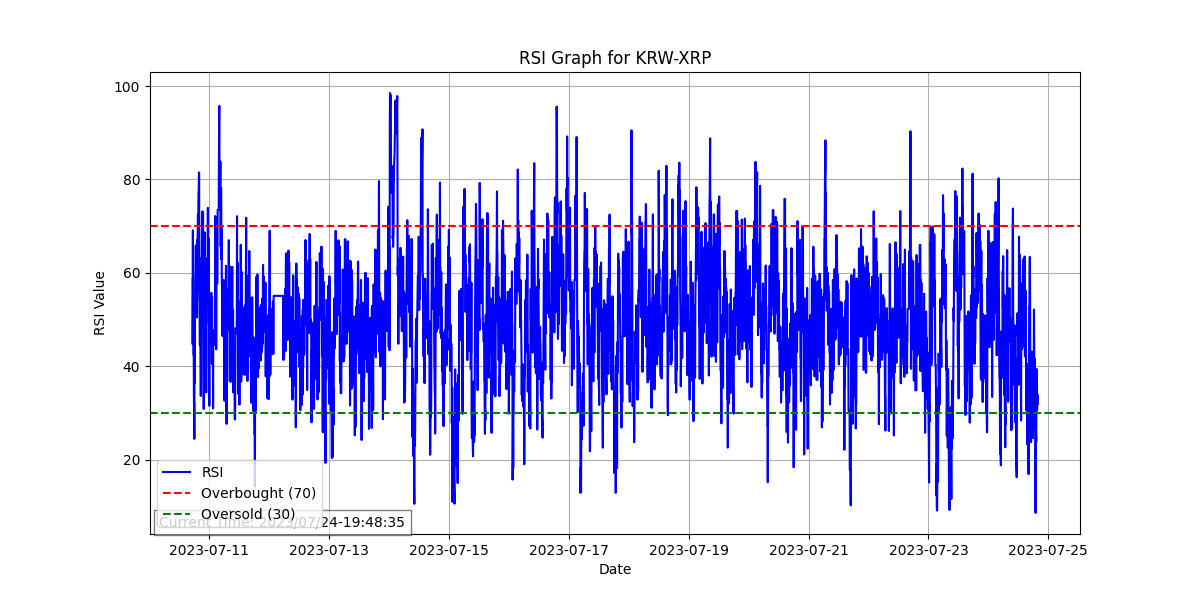 RSI Graph for KRW-XRP
100
80
60
40
20
RSI Value
RSI
Overbought (70)
Oversold (30)
Current Time: 2023/07/24-19:48:35
2023-07-11 2023-07-13 2023-07-15 2023-07-17 2023-07-19 2023-07-21 2023-07-23 2023-07-25
Date